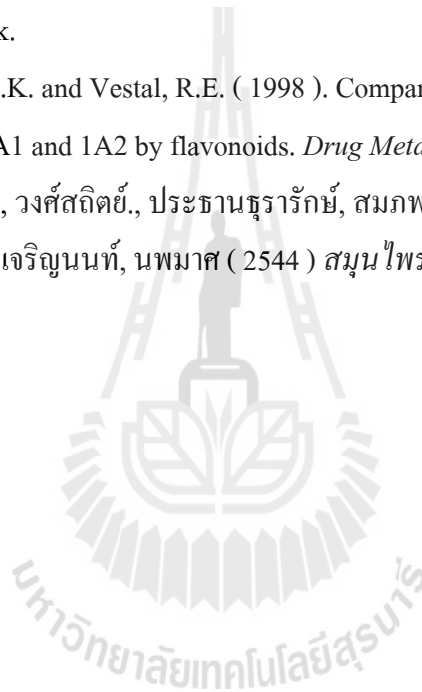 k.
.K. and Vestal, R.E. ( 1998 ). Compar
A1 and 1A2 by flavonoids. Drug Meta
, วงศ์สถิตย์., ประธานธุรารักษ์, สมภพ
เจริญนนท์, นพมาศ ( 2544 ) สมุนไพร
มหาวิทยาลัยเทคโนโลยีสุรนารี